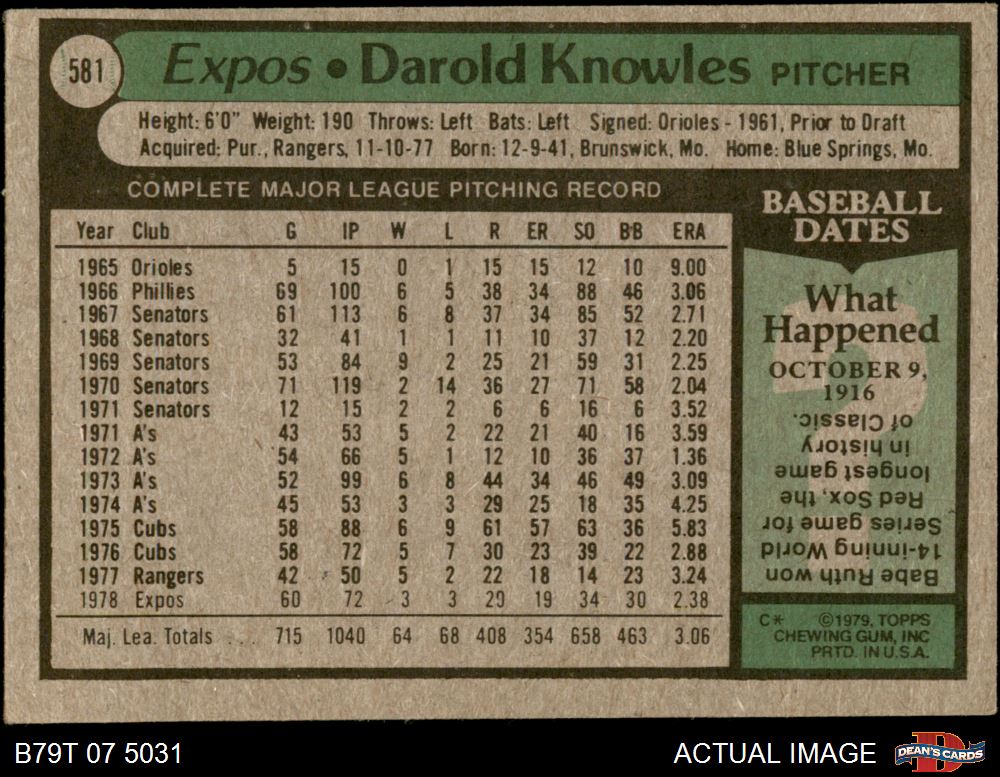 581 Expos • Darold Knowles PITCHER
Height: 6'0" Weight: 190 Throws: Left Bats: Left Signed: Orioles - 1961, Prior to Draft
Acquired: Pur., Rangers, 11-10-77 Born: 12-9-41, Brunswick, Mo. Home: Blue Springs, Mo.
COMPLETE MAJOR LEAGUE PITCHING RECORD
Year Club G IP W L R ER SO BB ERA
1965 Orioles 5 15 0 1 15 15 12 10 9.00
1966 Phillies 69 100 6 5 38 34 88 46 3.06
1967 Senators 61 113 6 8 37 34 85 52 2.71
1968 Senators 32 41 1 1 11 10 37 12 2.20
1969 Senators 53 84 9 2 25 21 59 31 2.25
1970 Senators 71 119 2 14 36 27 71 58 2.04
1971 Senators 12 15 2 2 6 6 16 6 3.52
1971 A's 43 53 5 2 22 21 40 16 3.59
1972 A's 54 66 5 1 12 10 36 37 1.36
1973 A's 52 99 6 8 44 34 46 49 3.09
1974 A's 45 53 3 3 29 25 18 35 4.25
1975 Cubs 58 88 6 9 61 57 63 36 5.83
1976 Cubs 58 72 5 7 30 23 39 22 2.88
1977 Rangers 42 50 5 2 22 18 14 23 3.24
1978 Expos 60 72 3 3 29 19 34 30 2.38
Maj. Lea. Totals .... 715 1040 64 68 408 354 658 463 3.06
BASEBALL
DATES
What
Happened
OCTOBER 9,
1916
Babe Ruth won
14-inning World
Series game for
Red Sox, the
longest game
in history
of Classic.
C* ©1979, TOPPS
CHEWING GUM, INC
PRTD. IN U.S.A.
B79T 07 5031
ACTUAL IMAGE
D
DEAN'S CARDS